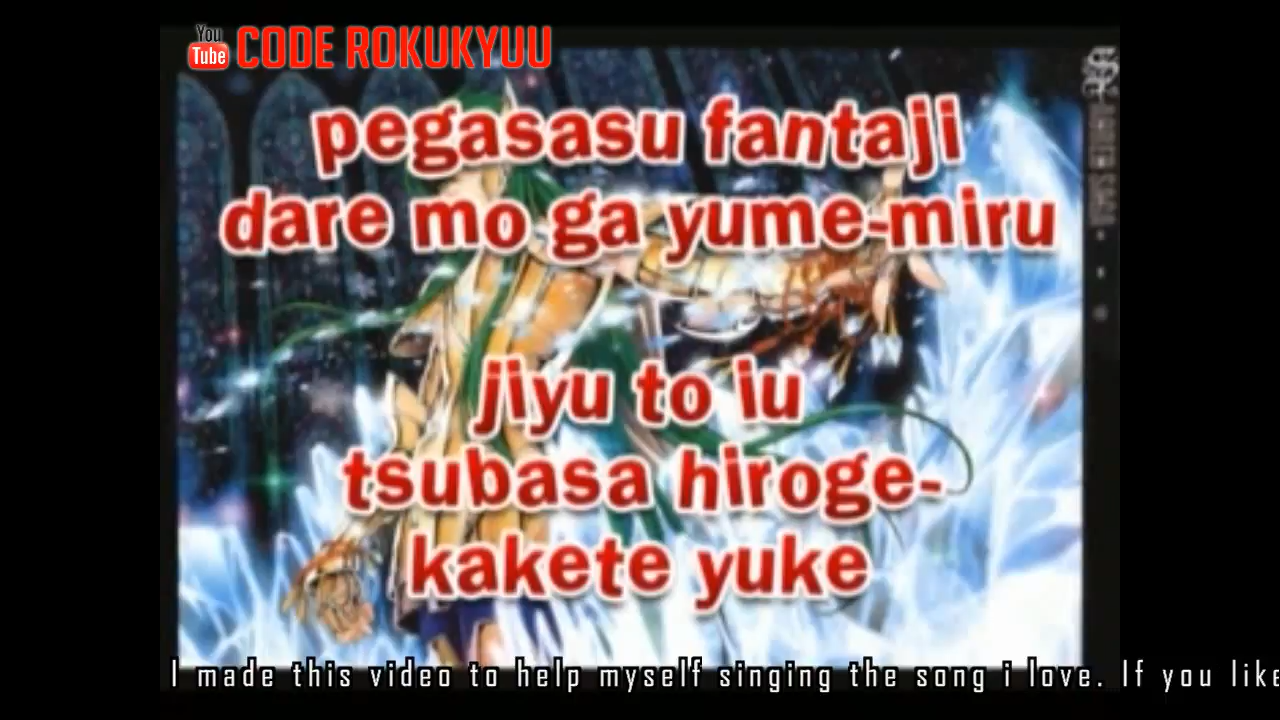 You Tube CODE ROKUKYUU
pegasasu fantaji
dare mo ga yume-miru
jiyu to iu
tsubasa hiroge-
kakete yuke
I made this video to help myself singing the song i love. If you like